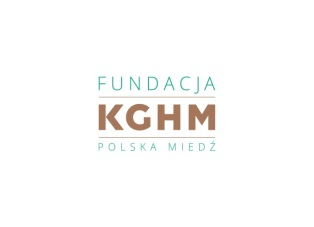 FUNDACJA
KGHM
POLSKA MIEDŹ